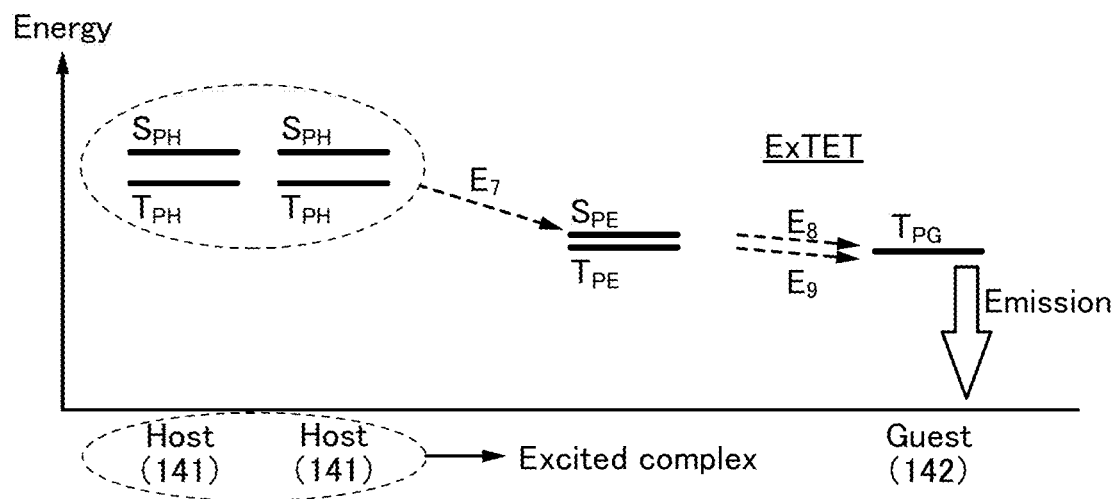 Energy
S_PH S_PH
T_PH T_PH
E_7
ExTET
S_PE
T_PE
E_8
E_9
T_PG
Emission
Host Host Guest
(141) (141) Excited complex (142)